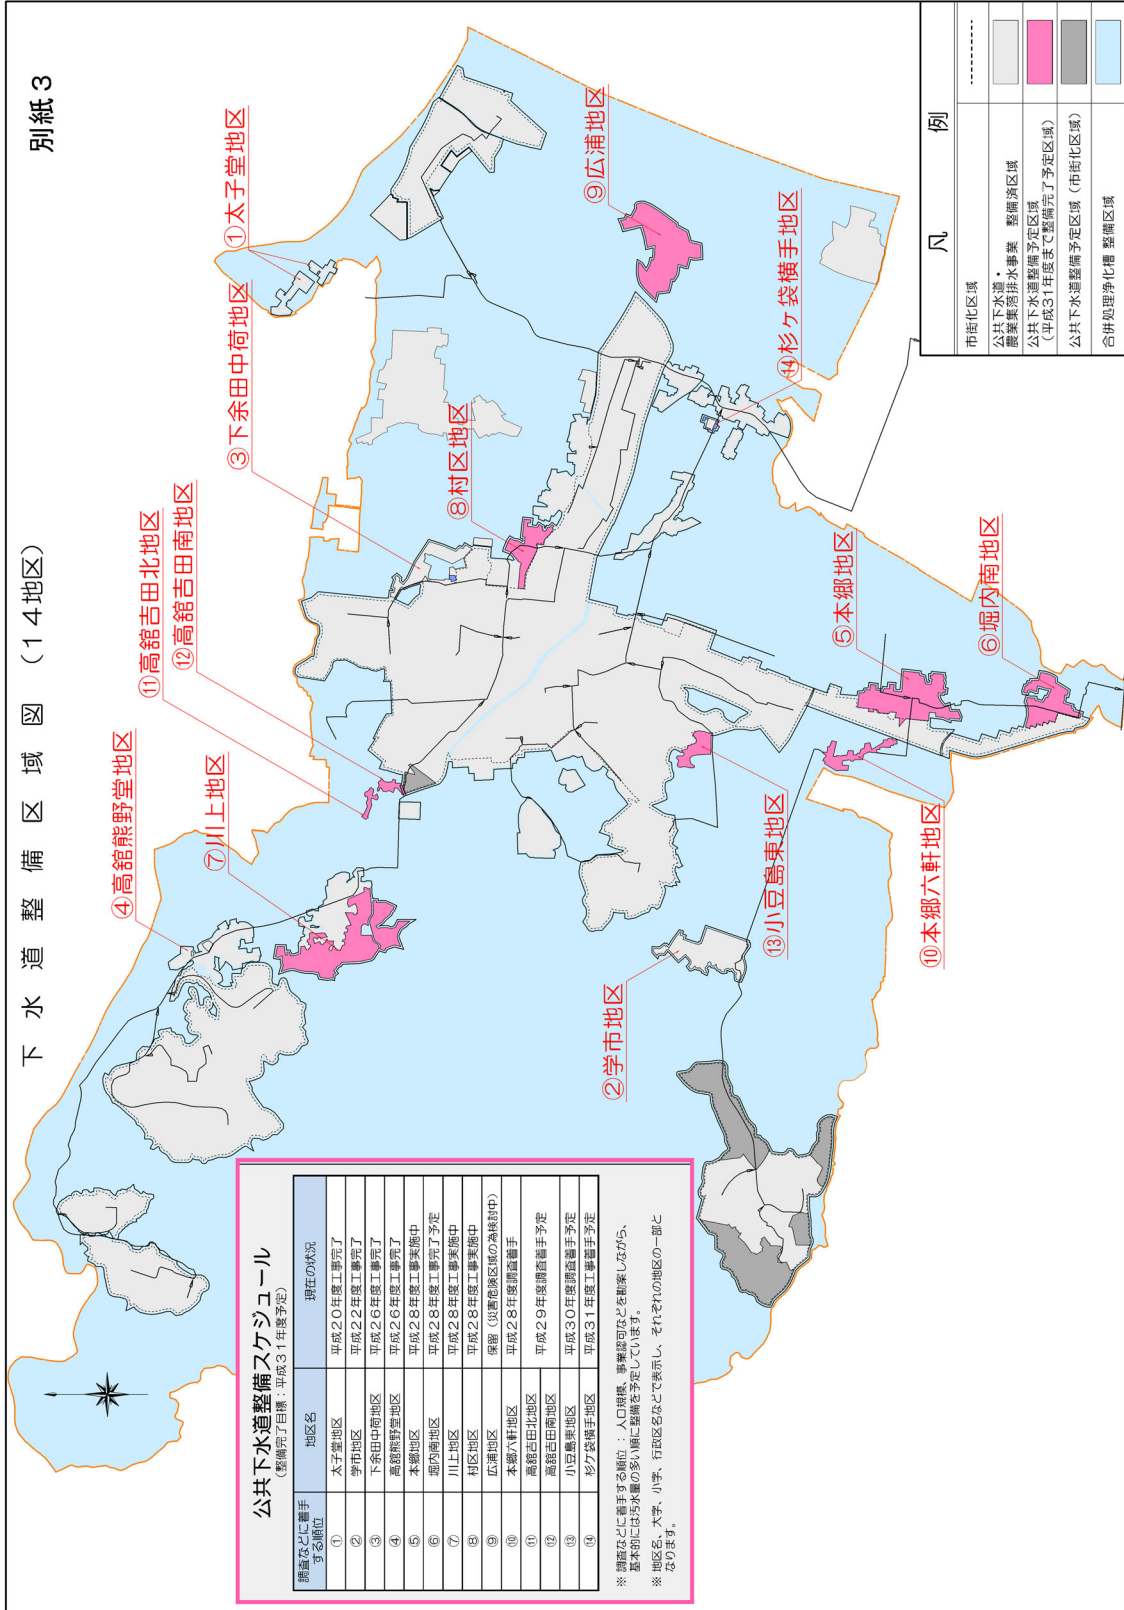 別紙３
下水道整備区域図（１４地区）
①太子堂地区
③下余田中荷地区
⑨広浦地区
⑪高舘吉田北地区
⑫高舘吉田南地区
⑧村区地区
⑭杉ヶ袋横手地区
④高舘熊野堂地区
⑦川上地区
⑤本郷地区
⑥堀内南地区
⑬小豆島東地区
②学市地区
⑩本郷六軒地区
公共下水道整備スケジュール
（整備完了目標：平成３１年度予定）
調査などに着手する順位 地区名 現在の状況
① 太子堂地区 平成２０年度工事完了
② 学市地区 平成２２年度工事完了
③ 下余田中荷地区 平成２６年度工事完了
④ 高舘熊野堂地区 平成２６年度工事完了
⑤ 本郷地区 平成２８年度工事実施中
⑥ 堀内南地区 平成２８年度工事完了予定
⑦ 川上地区 平成２８年度工事実施中
⑧ 村区地区 平成２８年度工事実施中
⑨ 広浦地区 保留（災害危険区域の為検討中）
⑩ 本郷六軒地区 平成２８年度調査着手
⑪ 高舘吉田北地区 平成２９年度調査着手予定
⑫ 高舘吉田南地区
⑬ 小豆島東地区 平成３０年度調査着手予定
⑭ 杉ケ袋横手地区 平成３１年度工事着手予定
※ 調査などに着手する順位 ： 人口規模、事業認可などを勘案しながら、
基本的には汚水量の多い順に整備を予定しています。
※ 地区名、大字、小字、行政区名などで表示し、それぞれの地区の一部と
なります。
凡例
市街化区域
公共下水道・
農業集落排水事業 整備済区域
公共下水道整備予定区域
（平成３１年度まで整備完了予定区域）
公共下水道整備予定区域（市街化区域）
合併処理浄化槽 整備区域